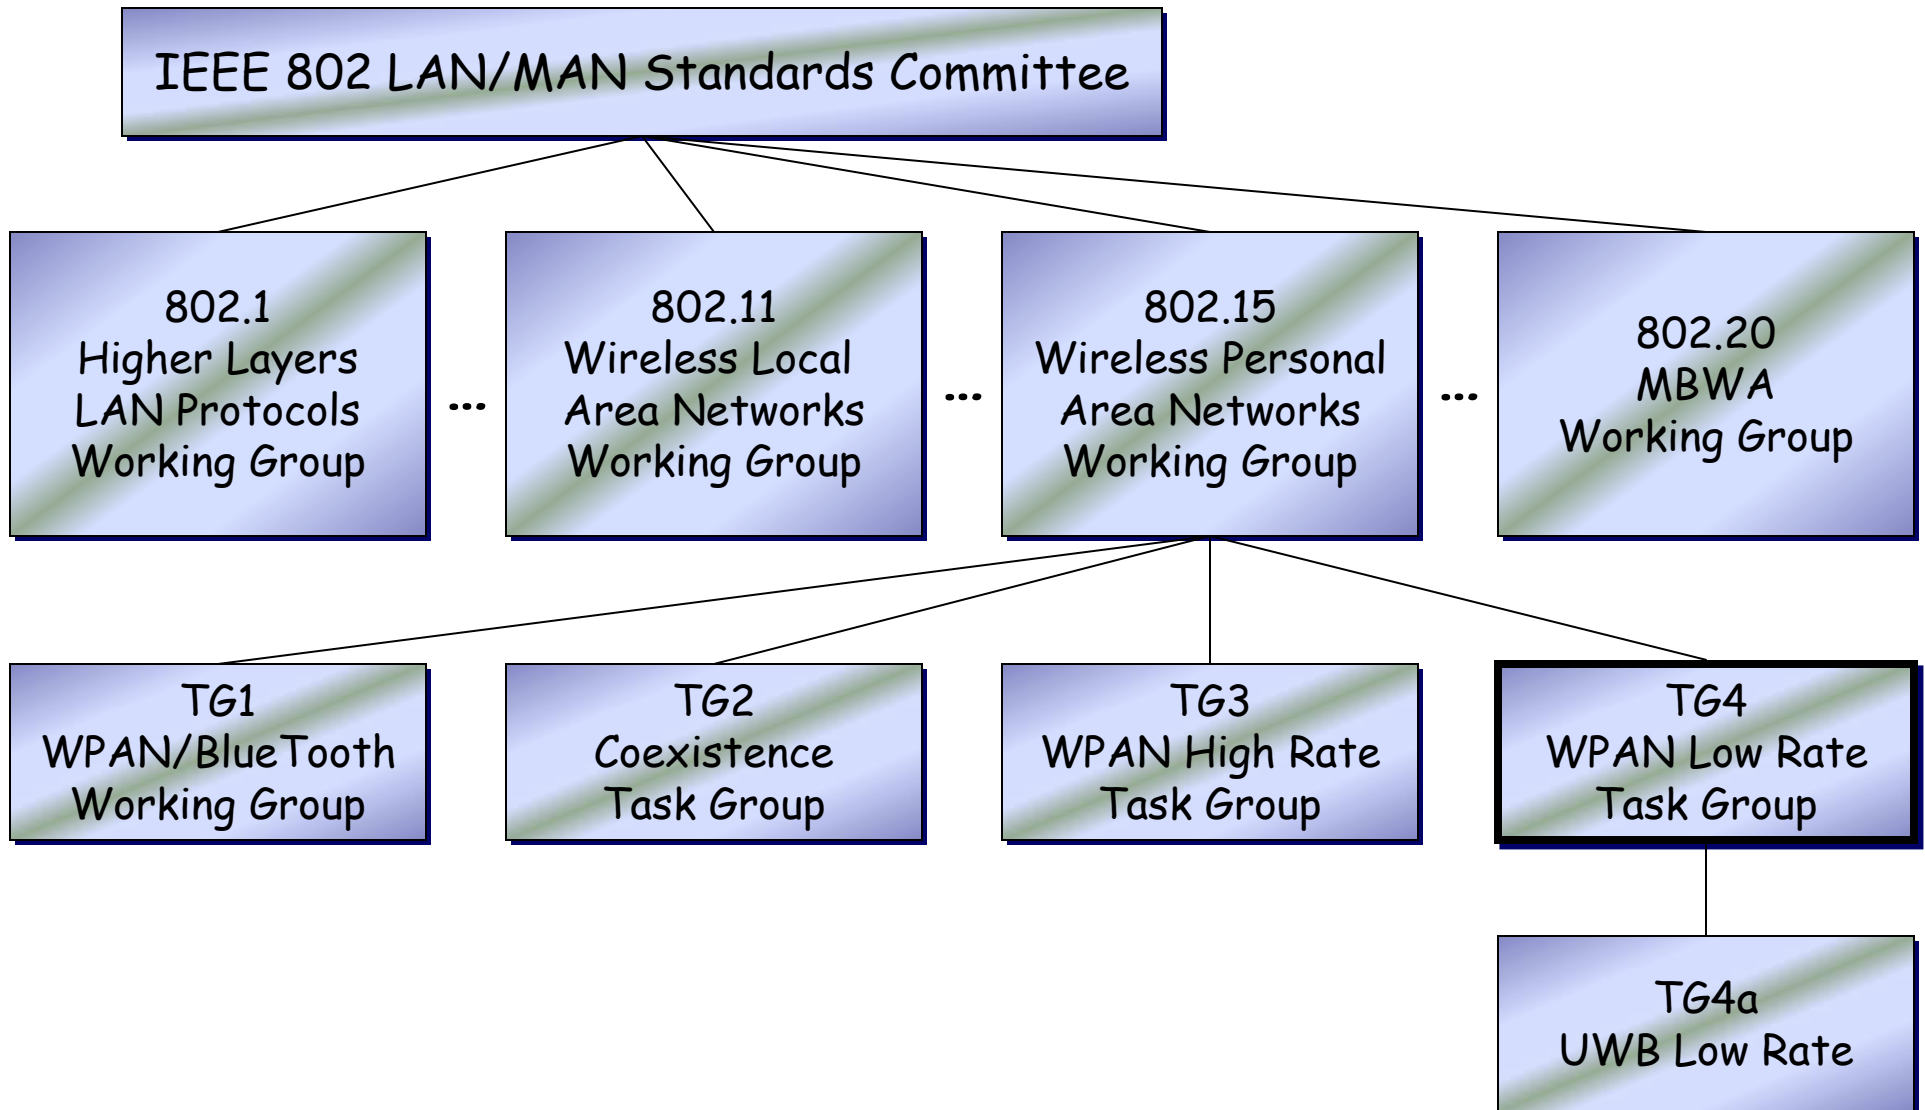 IEEE 802 LAN/MAN Standards Committee
802.1
Higher Layers
LAN Protocols
Working Group
...
802.11
Wireless Local
Area Networks
Working Group
...
802.15
Wireless Personal
Area Networks
Working Group
...
802.20
MBWA
Working Group
TG1
WPAN/BlueTooth
Working Group
TG2
Coexistence
Task Group
TG3
WPAN High Rate
Task Group
TG4
WPAN Low Rate
Task Group
TG4a
UWB Low Rate